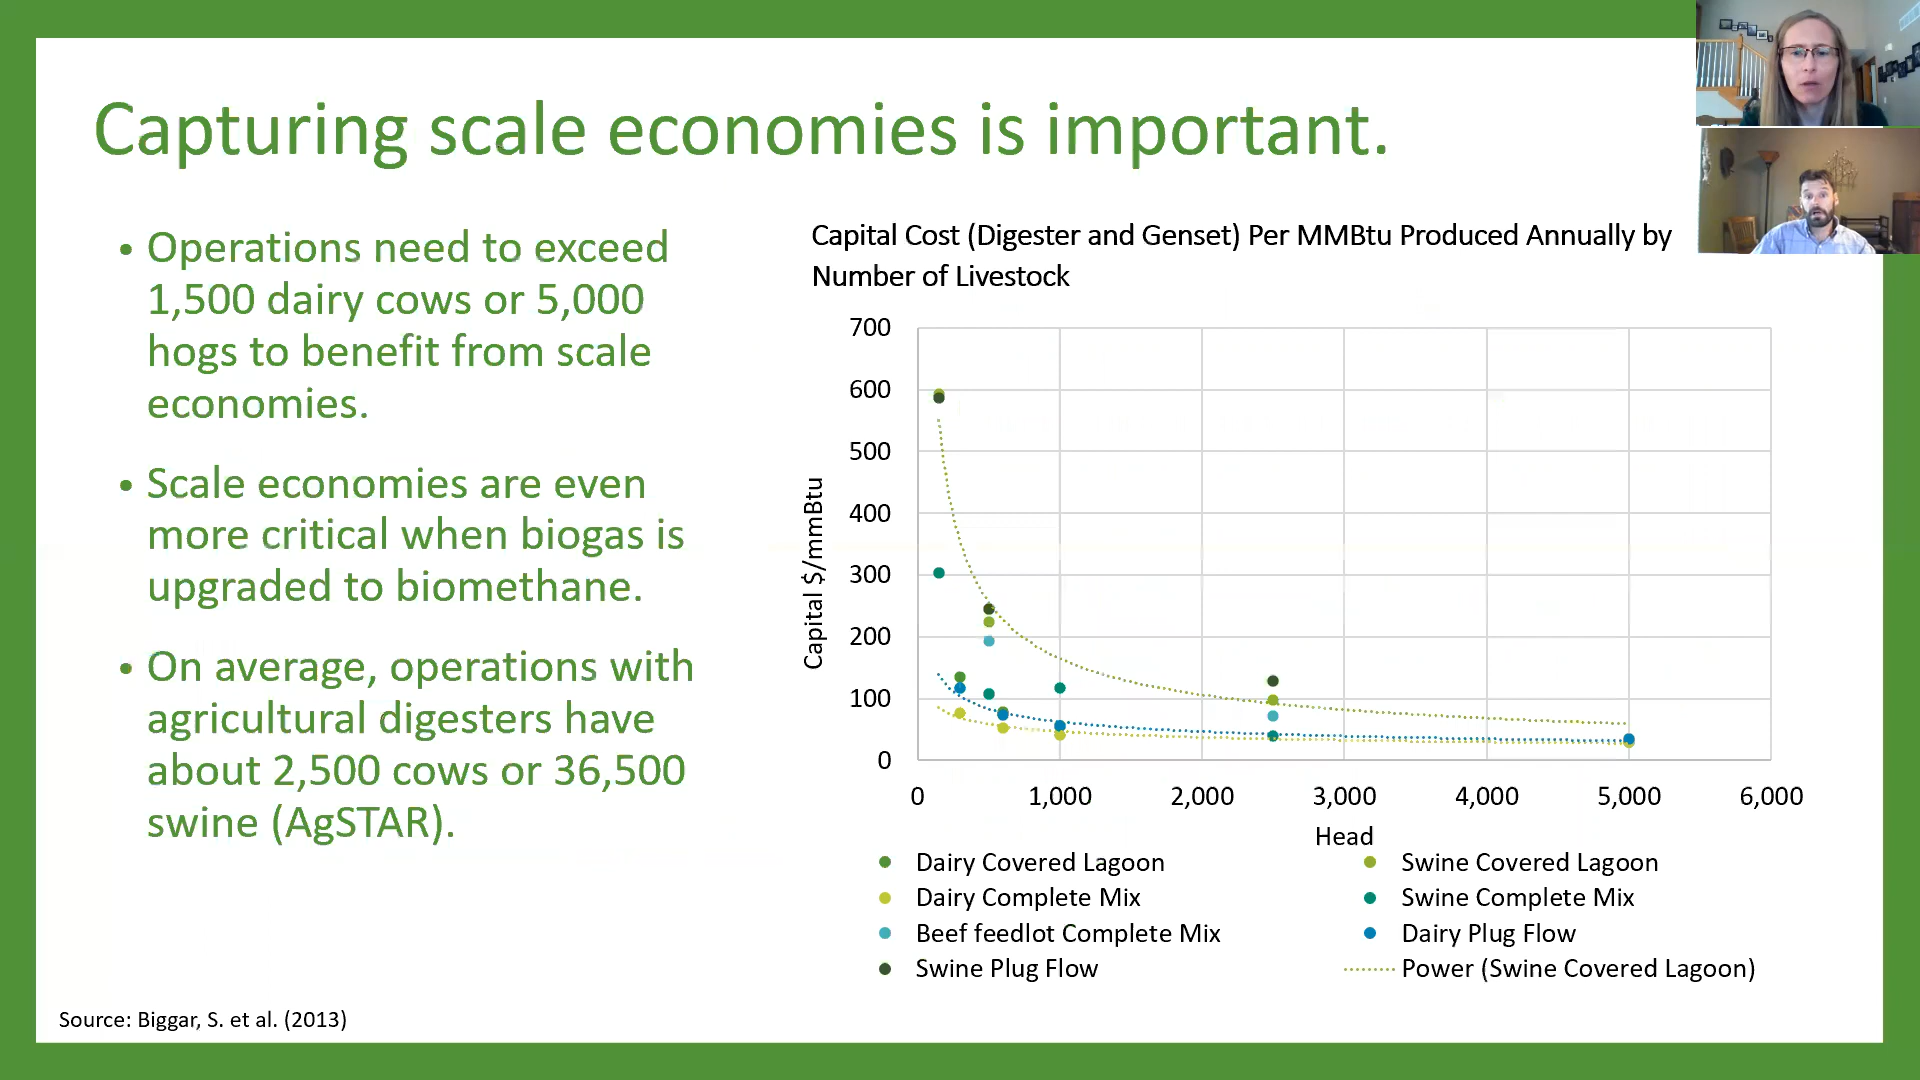 Capturing scale economies is important.
• Operations need to exceed
1,500 dairy cows or 5,000
hogs to benefit from scale
economies.
• Scale economies are even
more critical when biogas is
upgraded to biomethane.
• On average, operations with
agricultural digesters have
about 2,500 cows or 36,500
swine (AgSTAR).
Capital Cost (Digester and Genset) Per MMBtu Produced Annually by
Number of Livestock
700
600
500
400
300
200
100
0
Capital $/mmBtu
0 1,000 2,000 3,000 4,000 5,000 6,000
Head
Dairy Covered Lagoon
Swine Covered Lagoon
Dairy Complete Mix
Swine Complete Mix
Beef feedlot Complete Mix
Dairy Plug Flow
Swine Plug Flow
Power (Swine Covered Lagoon)
Source: Biggar, S. et al. (2013)